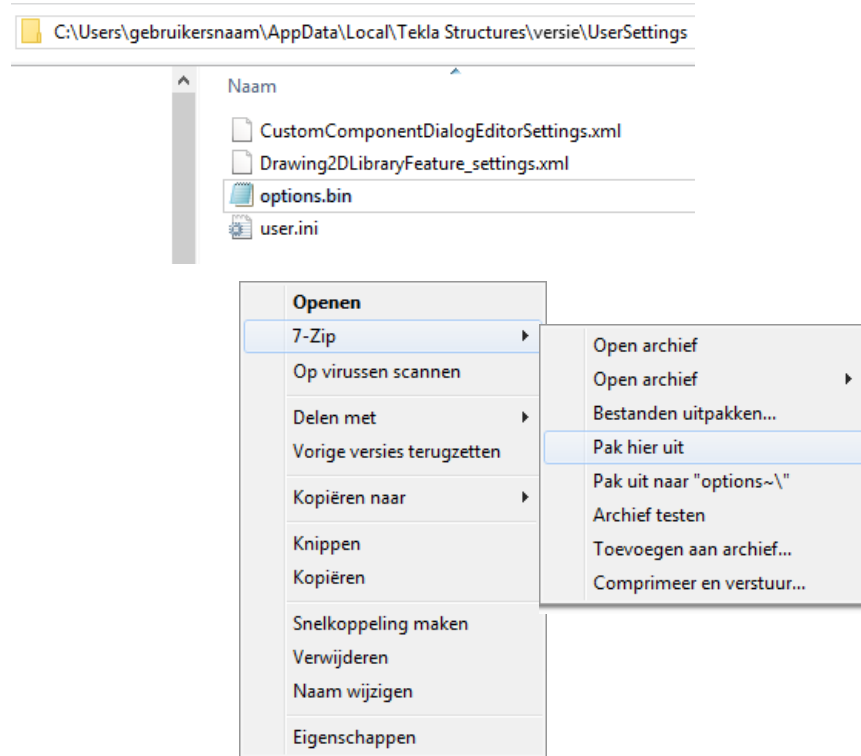 C:\Users\gebruikersnaam\AppData\Local\Tekla Structures\versie\UserSettings
Naam
CustomComponentDialogEditorSettings.xml
Drawing2DLibraryFeature_settings.xml
options.bin
user.ini
Openen
7-Zip
Op virussen scannen
Delen met
Vorige versies terugzetten
Kopiëren naar
Knippen
Kopiëren
Snelkoppeling maken
Verwijderen
Naam wijzigen
Eigenschappen
Open archief
Open archief
Bestanden uitpakken...
Pak hier uit
Pak uit naar "options~\"
Archief testen
Toevoegen aan archief...
Comprimeer en verstuur...